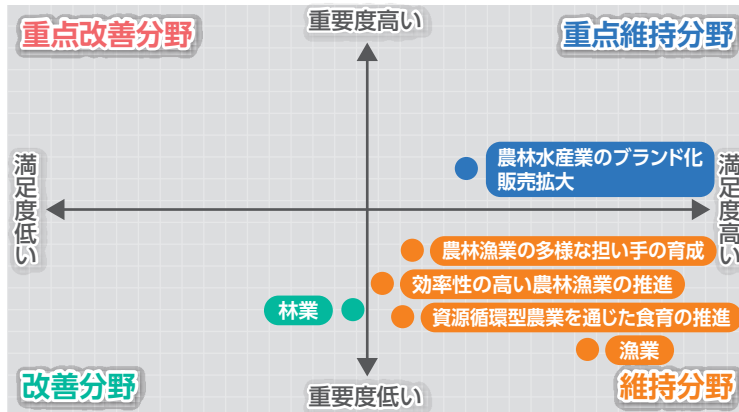 重点改善分野
重要度高い
重点維持分野
満足度低い
農林水産業のブランド化
販売拡大
満足度高い
農林漁業の多様な担い手の育成
効率性の高い農林漁業の推進
林業
資源循環型農業を通じた食育の推進
漁業
改善分野
重要度低い
維持分野